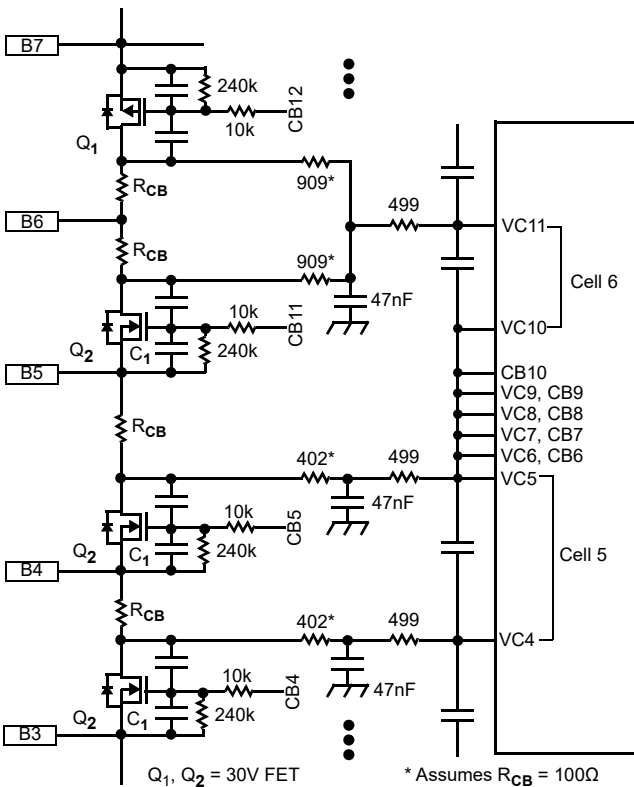 B7
240k
10k
CB12
Q1
RCB
909*
499
VC11
B6
RCB
909*
Cell 6
47nF
10k
CB11
VC10
Q2
C1
240k
B5
CB10
VC9, CB9
VC8, CB8
VC7, CB7
VC6, CB6
RCB
402*
499
VC5
47nF
10k
CB5
Q2
C1
240k
Cell 5
B4
RCB
402*
499
VC4
10k
CB4
47nF
Q2
C1
240k
B3
Q1, Q2 = 30V FET
* Assumes RCB = 100Ω